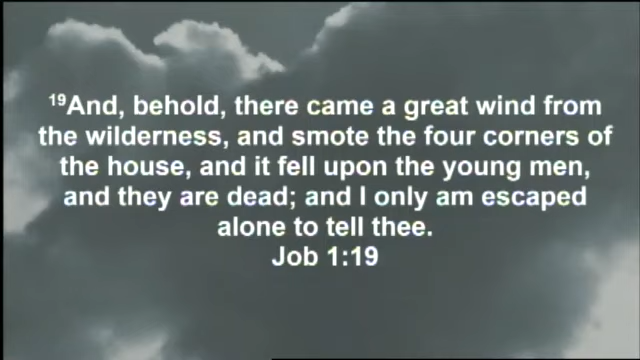 ¹⁹And, behold, there came a great wind from
the wilderness, and smote the four corners of
the house, and it fell upon the young men,
and they are dead; and I only am escaped
alone to tell thee.
Job 1:19